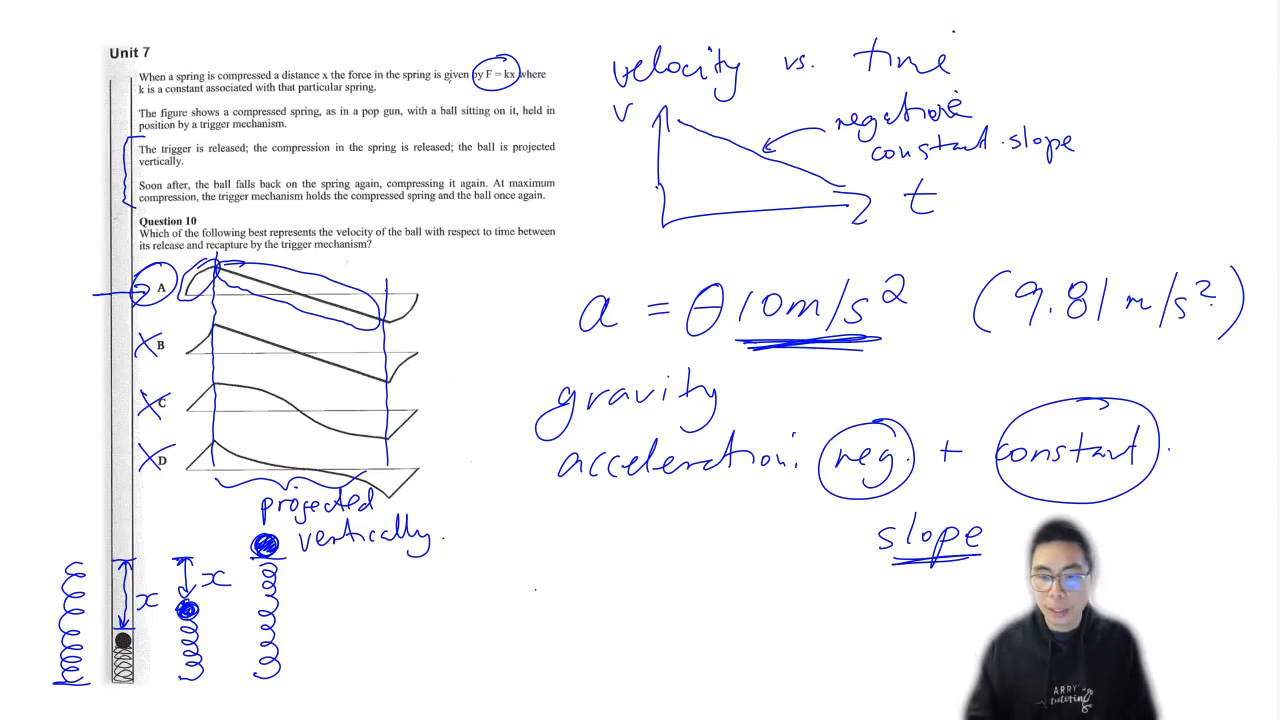 Unit 7
When a spring is compressed a distance x the force in the spring is given by F = kx where
k is a constant associated with that particular spring.
The figure shows a compressed spring, as in a pop gun, with a ball sitting on it, held in
position by a trigger mechanism.
The trigger is released; the compression in the spring is released; the ball is projected
vertically.
Soon after, the ball falls back on the spring again, compressing it again. At maximum
compression, the trigger mechanism holds the compressed spring and the ball once again.
Question 10
Which of the following best represents the velocity of the ball with respect to time between
its release and recapture by the trigger mechanism?
A
B
C
D
projected
vertically.
x
x
velocity vs. time
v
negative
constant slope
t
a = ⊖ 10m/s² (9.81 m/s²)
gravity
acceleration: neg. + constant.
slope
ARRY
tutoring